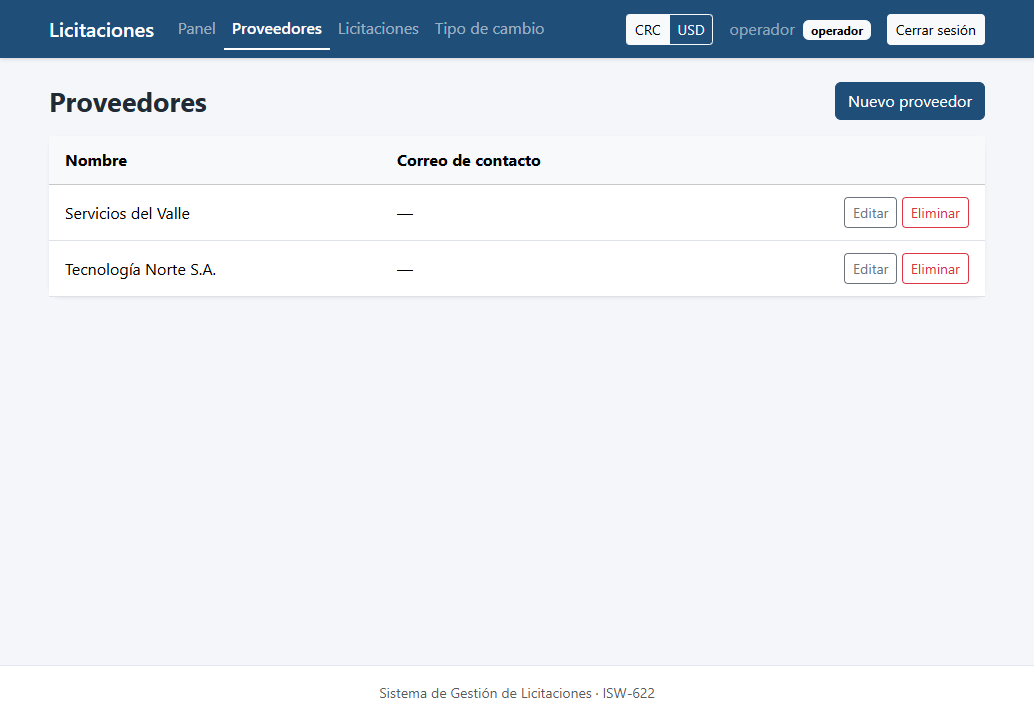 Licitaciones Panel Proveedores Licitaciones Tipo de cambio CRC USD operador operador Cerrar sesión
Proveedores Nuevo proveedor
Nombre Correo de contacto
Servicios del Valle — Editar Eliminar
Tecnología Norte S.A. — Editar Eliminar
Sistema de Gestión de Licitaciones · ISW-622